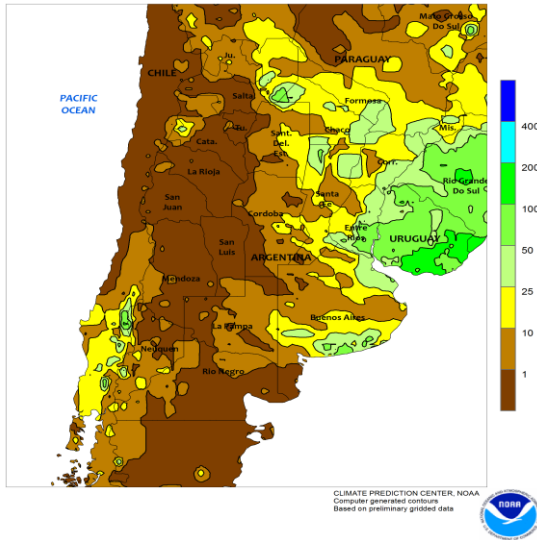 Mato Grosso
Do Sul
Ju.
PARAGUAY
CHILE
PACIFIC
OCEAN
Salta
Formosa
400
Tu.
Sant.
Del.
Est.
Chaco
Mis.
Cata.
Corr.
200
La Rioja
Rio Grande
Do Sul
San
Juan
Santa
Fe
100
Cordoba
Entre
Rios
URUGUAY
San
Luis
ARGENTINA
50
Mendoza
25
Buenos Aires
La Pampa
10
Neuquen
Rio Negro
1
CLIMATE PREDICTION CENTER, NOAA
Computer generated contours
Based on preliminary gridded data
NOAA